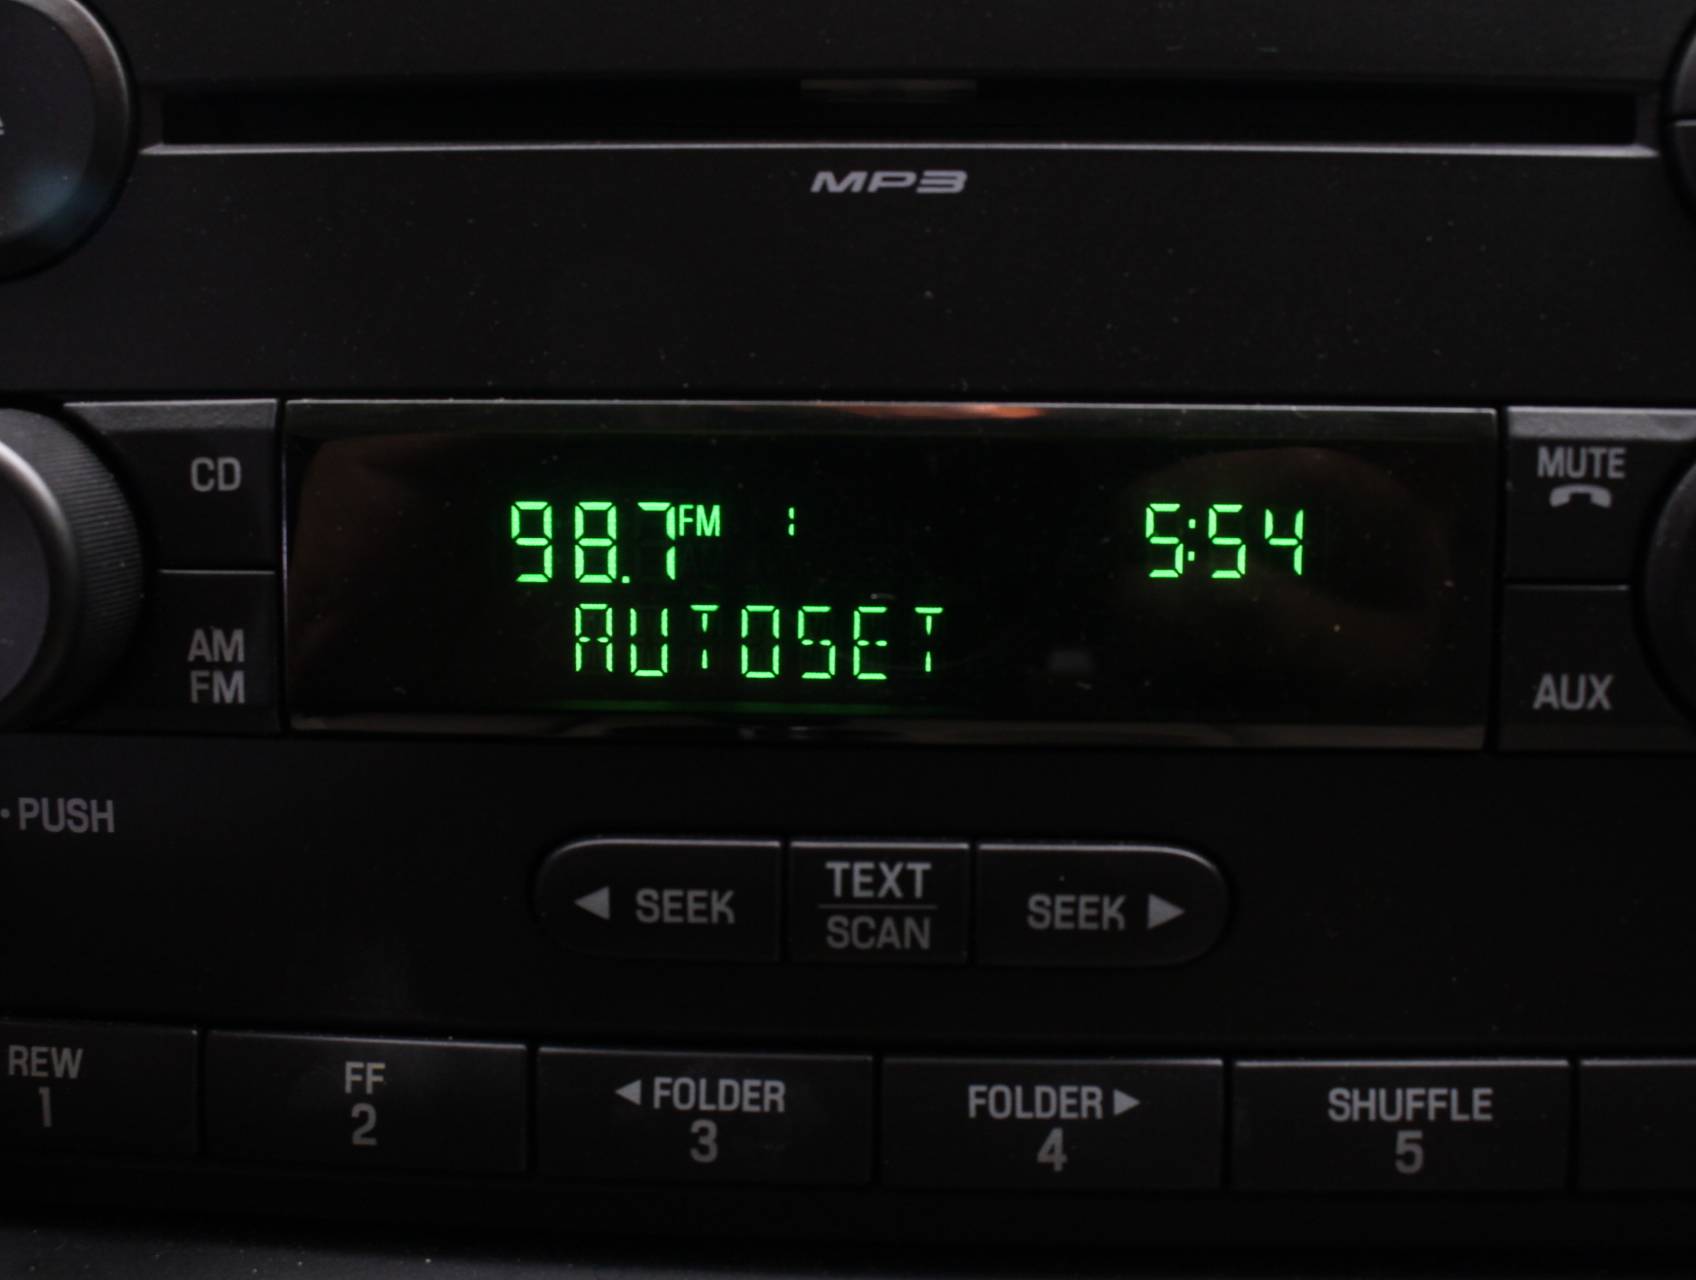 MP3
CD
98.7 FM 1 5:54
MUTE
AM
FM
AUTOSET
AUX
• PUSH
◀ SEEK
TEXT
SCAN
SEEK ▶
REW
1
FF
2
◀ FOLDER
3
FOLDER ▶
4
SHUFFLE
5